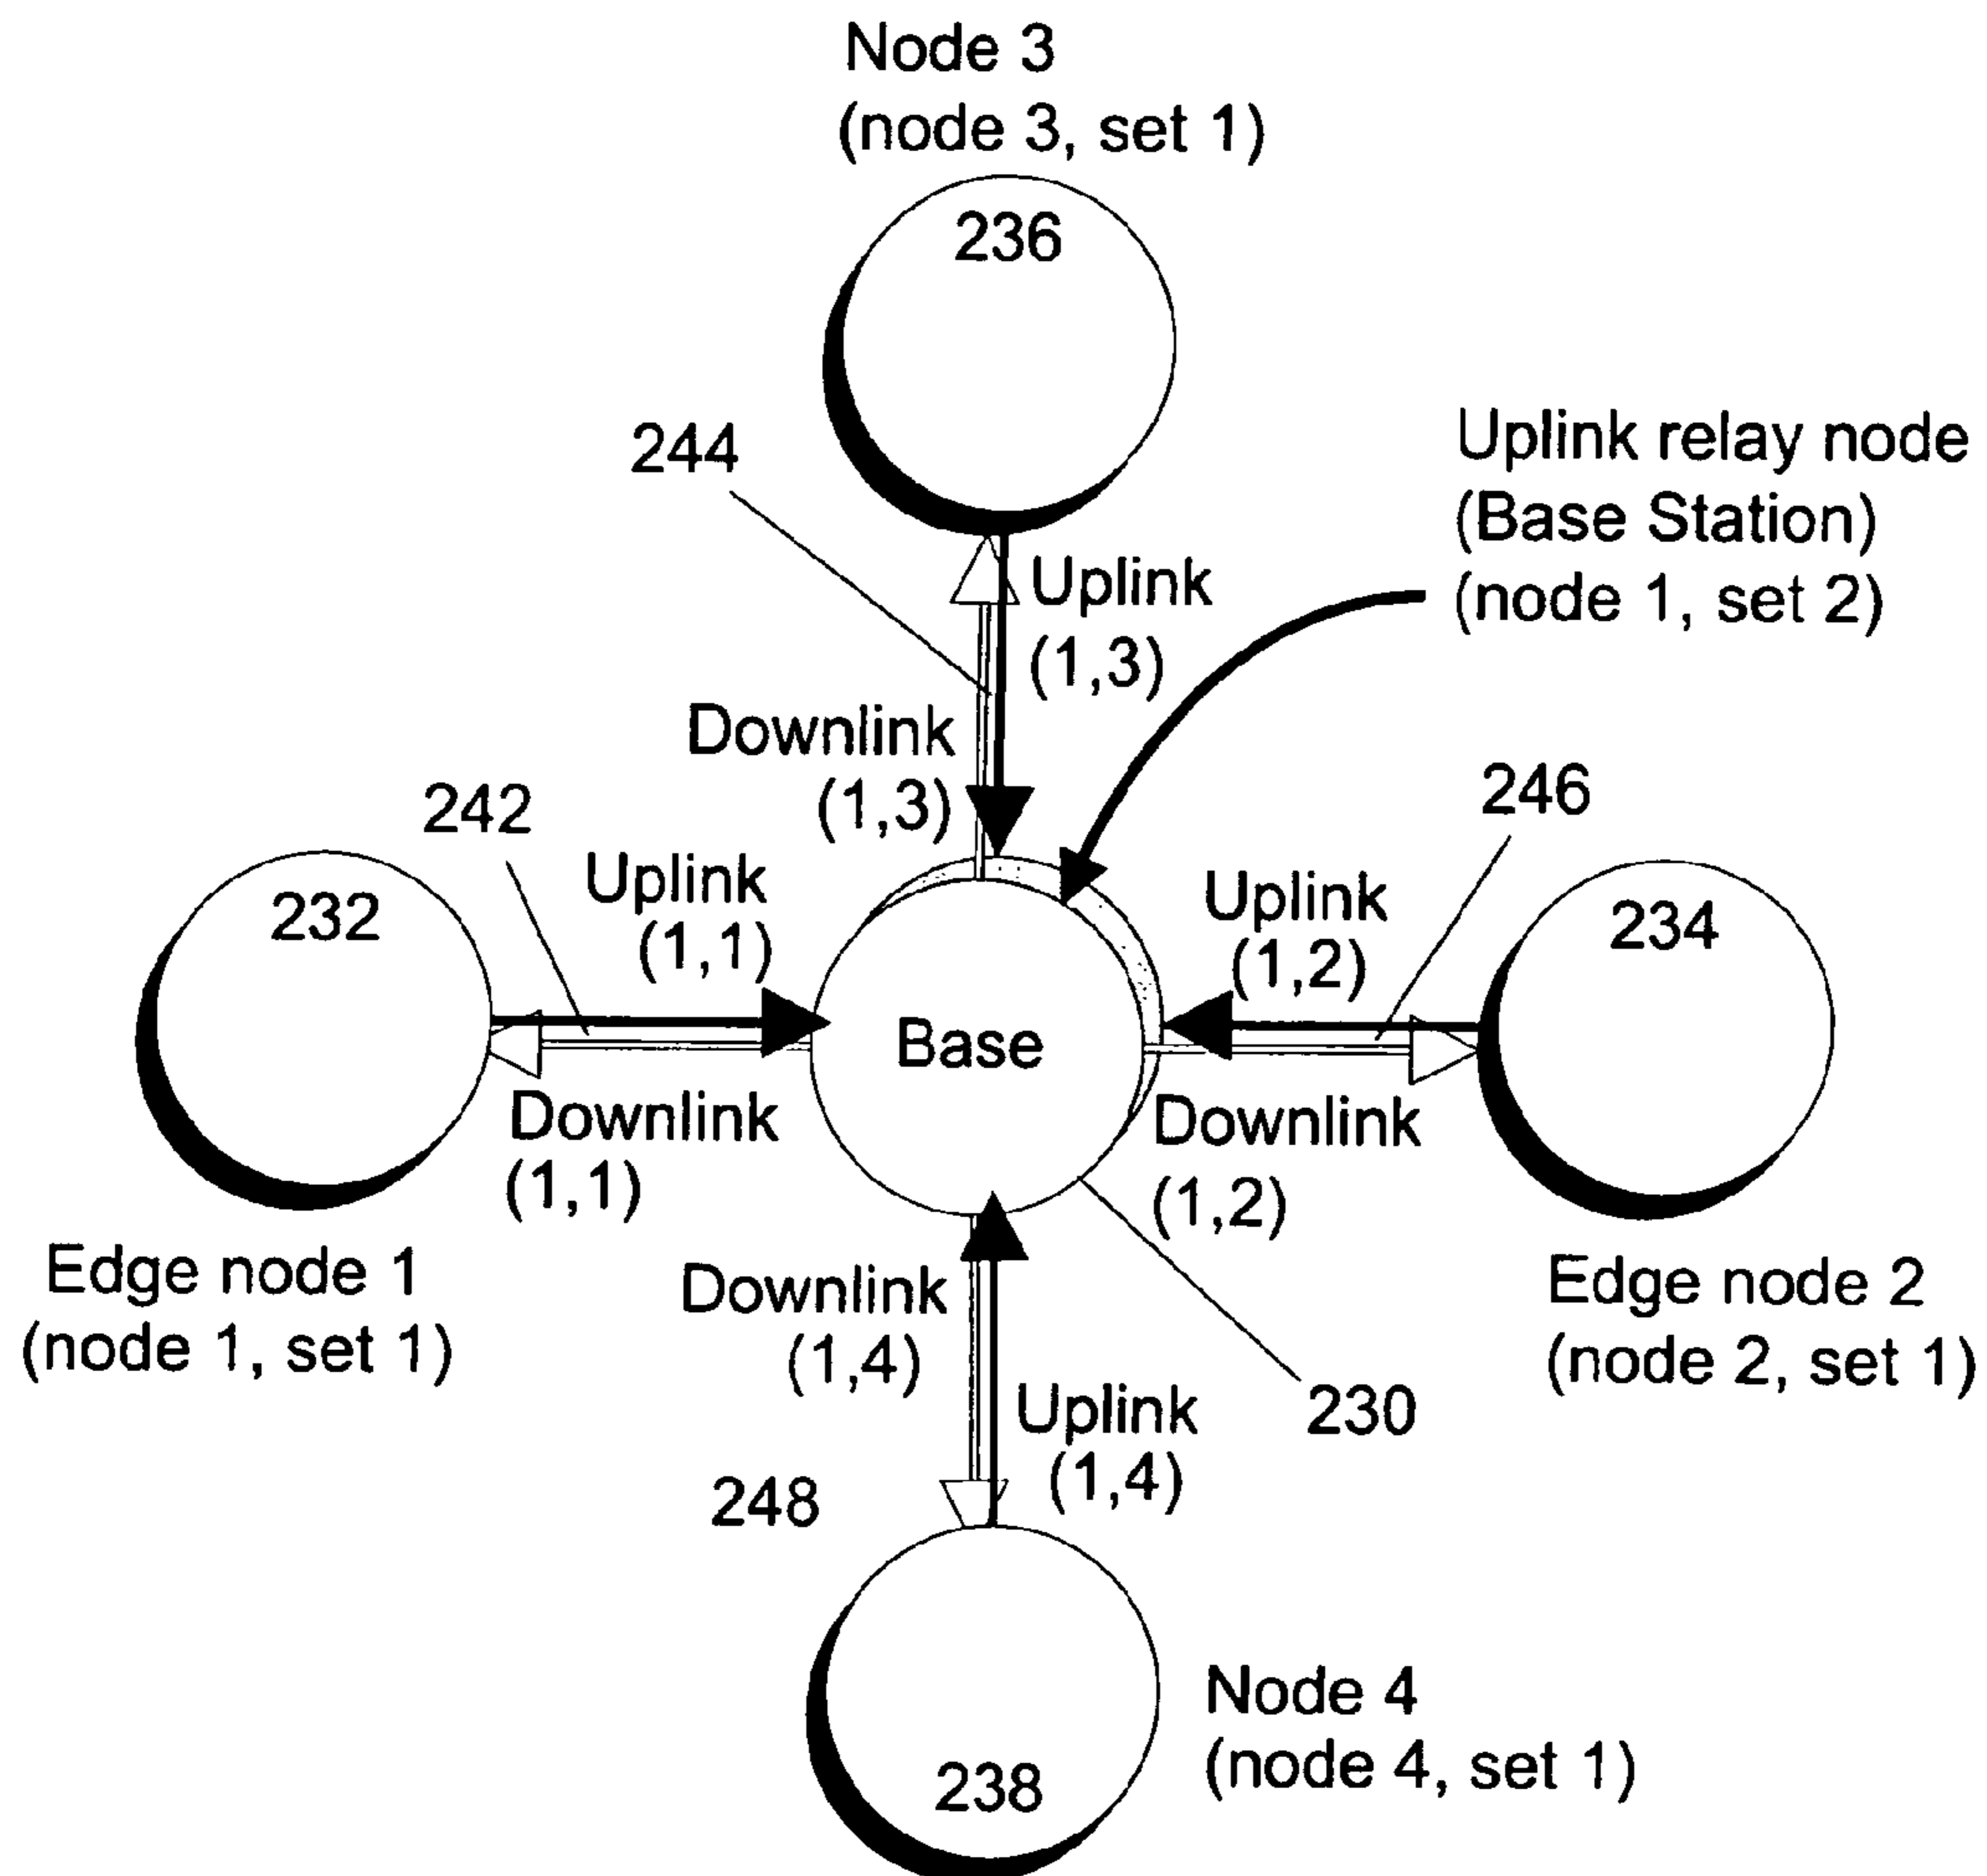 Node 3
(node 3, set 1)
236
244
Uplink
(1,3)
Downlink
(1,3)
Uplink relay node
(Base Station)
(node 1, set 2)
242
246
232
Uplink
(1,1)
Uplink
(1,2)
234
Base
Downlink
(1,1)
Downlink
(1,2)
Edge node 1
(node 1, set 1)
Downlink
(1,4)
Edge node 2
(node 2, set 1)
Uplink
(1,4)
230
248
Node 4
(node 4, set 1)
238